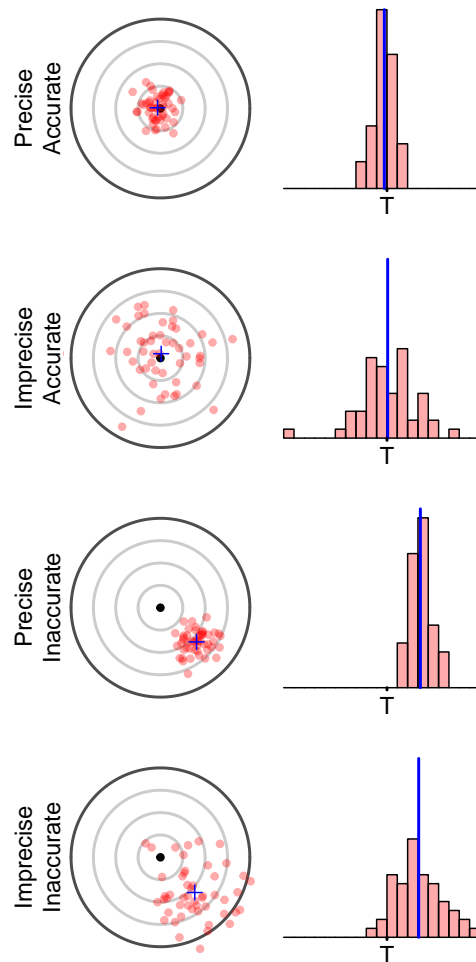 Precise
Accurate
T
Imprecise
Accurate
T
Precise
Inaccurate
T
Imprecise
Inaccurate
T